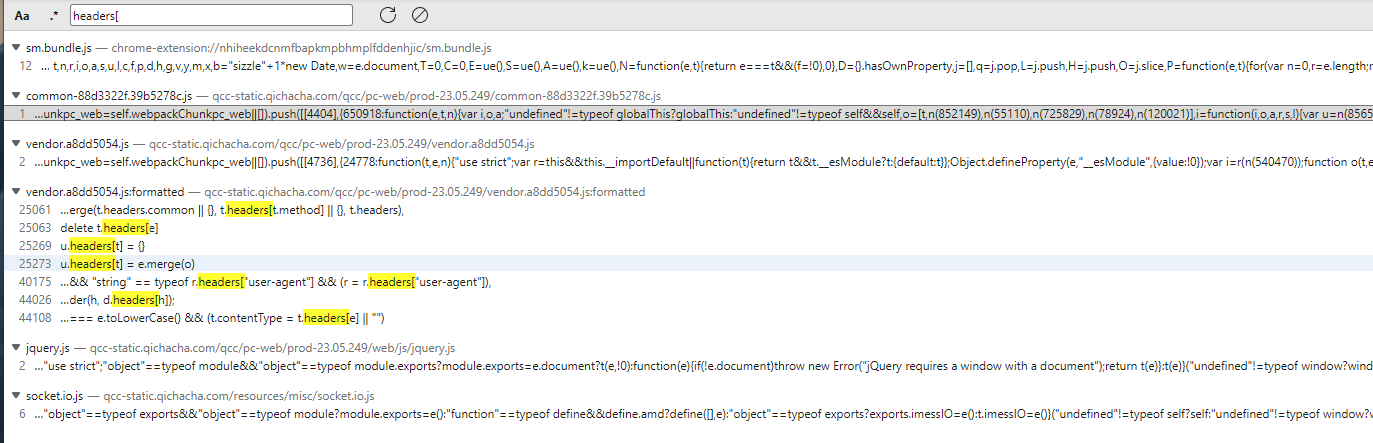 Aa .* headers[
sm.bundle.js — chrome-extension://nhiheekdcnmfbapkmpbhmplfddenhjic/sm.bundle.js
12 ... t,n,r,i,o,a,s,u,l,c,f,p,d,h,g,v,y,m,x,b="sizzle"+1*new Date,w=e.document,T=0,C=0,E=ue(),S=ue(),A=ue(),k=ue(),N=function(e,t){return e===t&&(f=!0),0},D={}.hasOwnProperty,j=[],q=j.pop,L=j.push,H=j.push,O=j.slice,P=function(e,t){for(var n=0,r=e.length;r
common-88d3322f.39b5278c.js — qcc-static.qichacha.com/qcc/pc-web/prod-23.05.249/common-88d3322f.39b5278c.js
1 ...unkpc_web=self.webpackChunkpc_web||[]).push([[4404],{650918:function(e,t,n){var i,o,a;"undefined"!=typeof globalThis?globalThis:"undefined"!=typeof self&&self,o=[t,n(852149),n(55110),n(725829),n(78924),n(120021)],i=function(i,o,a,r,s,l){var u=n(8565
vendor.a8dd5054.js — qcc-static.qichacha.com/qcc/pc-web/prod-23.05.249/vendor.a8dd5054.js
2 ...unkpc_web=self.webpackChunkpc_web||[]).push([[4736],{24778:function(t,e,n){"use strict";var r=this&&this.__importDefault||function(t){return t&&t.__esModule?t:{default:t}};Object.defineProperty(e,"__esModule",{value:!0});var i=r(n(540470));function o(t,e
vendor.a8dd5054.js:formatted — qcc-static.qichacha.com/qcc/pc-web/prod-23.05.249/vendor.a8dd5054.js:formatted
25061 ...erge(t.headers.common || {}, t.headers[t.method] || {}, t.headers),
25063 delete t.headers[e]
25269 u.headers[t] = {}
25273 u.headers[t] = e.merge(o)
40175 ...&& "string" == typeof r.headers["user-agent"] && (r = r.headers["user-agent"]),
44026 ...der(h, d.headers[h]);
44108 ...=== e.toLowerCase() && (t.contentType = t.headers[e] || "")
jquery.js — qcc-static.qichacha.com/qcc/pc-web/prod-23.05.249/web/js/jquery.js
2 ..."use strict";"object"==typeof module&&"object"==typeof module.exports?module.exports=e.document?t(e,!0):function(e){if(!e.document)throw new Error("jQuery requires a window with a document");return t(e)}:t(e)}("undefined"!=typeof window?wind
socket.io.js — qcc-static.qichacha.com/resources/misc/socket.io.js
6 ..."object"==typeof exports&&"object"==typeof module?module.exports=e():"function"==typeof define&&define.amd?define([],e):"object"==typeof exports?exports.imessIO=e():t.imessIO=e()}("undefined"!=typeof self?self:"undefined"!=typeof window?v